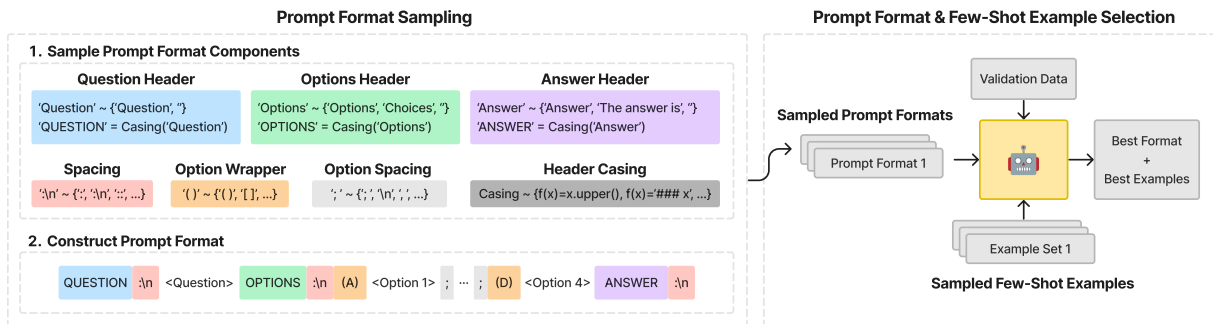 Prompt Format Sampling
1. Sample Prompt Format Components
Question Header
‘Question’ ~ {‘Question’, ‘’}
‘QUESTION’ = Casing(‘Question’)
Options Header
‘Options’ ~ {‘Options’, ‘Choices’, ‘’}
‘OPTIONS’ = Casing(‘Options’)
Answer Header
‘Answer’ ~ {‘Answer’, ‘The answer is’, ‘’}
‘ANSWER’ = Casing(‘Answer’)
Spacing
‘:\n’ ~ {‘:’, ‘:\n’, ‘::’, ...}
Option Wrapper
‘( )’ ~ {‘( )’, ‘[ ]’, ...}
Option Spacing
‘; ’ ~ {‘;’, ‘\n’, ‘, ’, ...}
Header Casing
Casing ~ {f(x)=x.upper(), f(x)=‘### x’, ...}
2. Construct Prompt Format
QUESTION :\n <Question> OPTIONS :\n (A) <Option 1> ; ... ; (D) <Option 4> ANSWER :\n
Prompt Format & Few-Shot Example Selection
Validation Data
Sampled Prompt Formats
Prompt Format 1
Best Format
+
Best Examples
Example Set 1
Sampled Few-Shot Examples